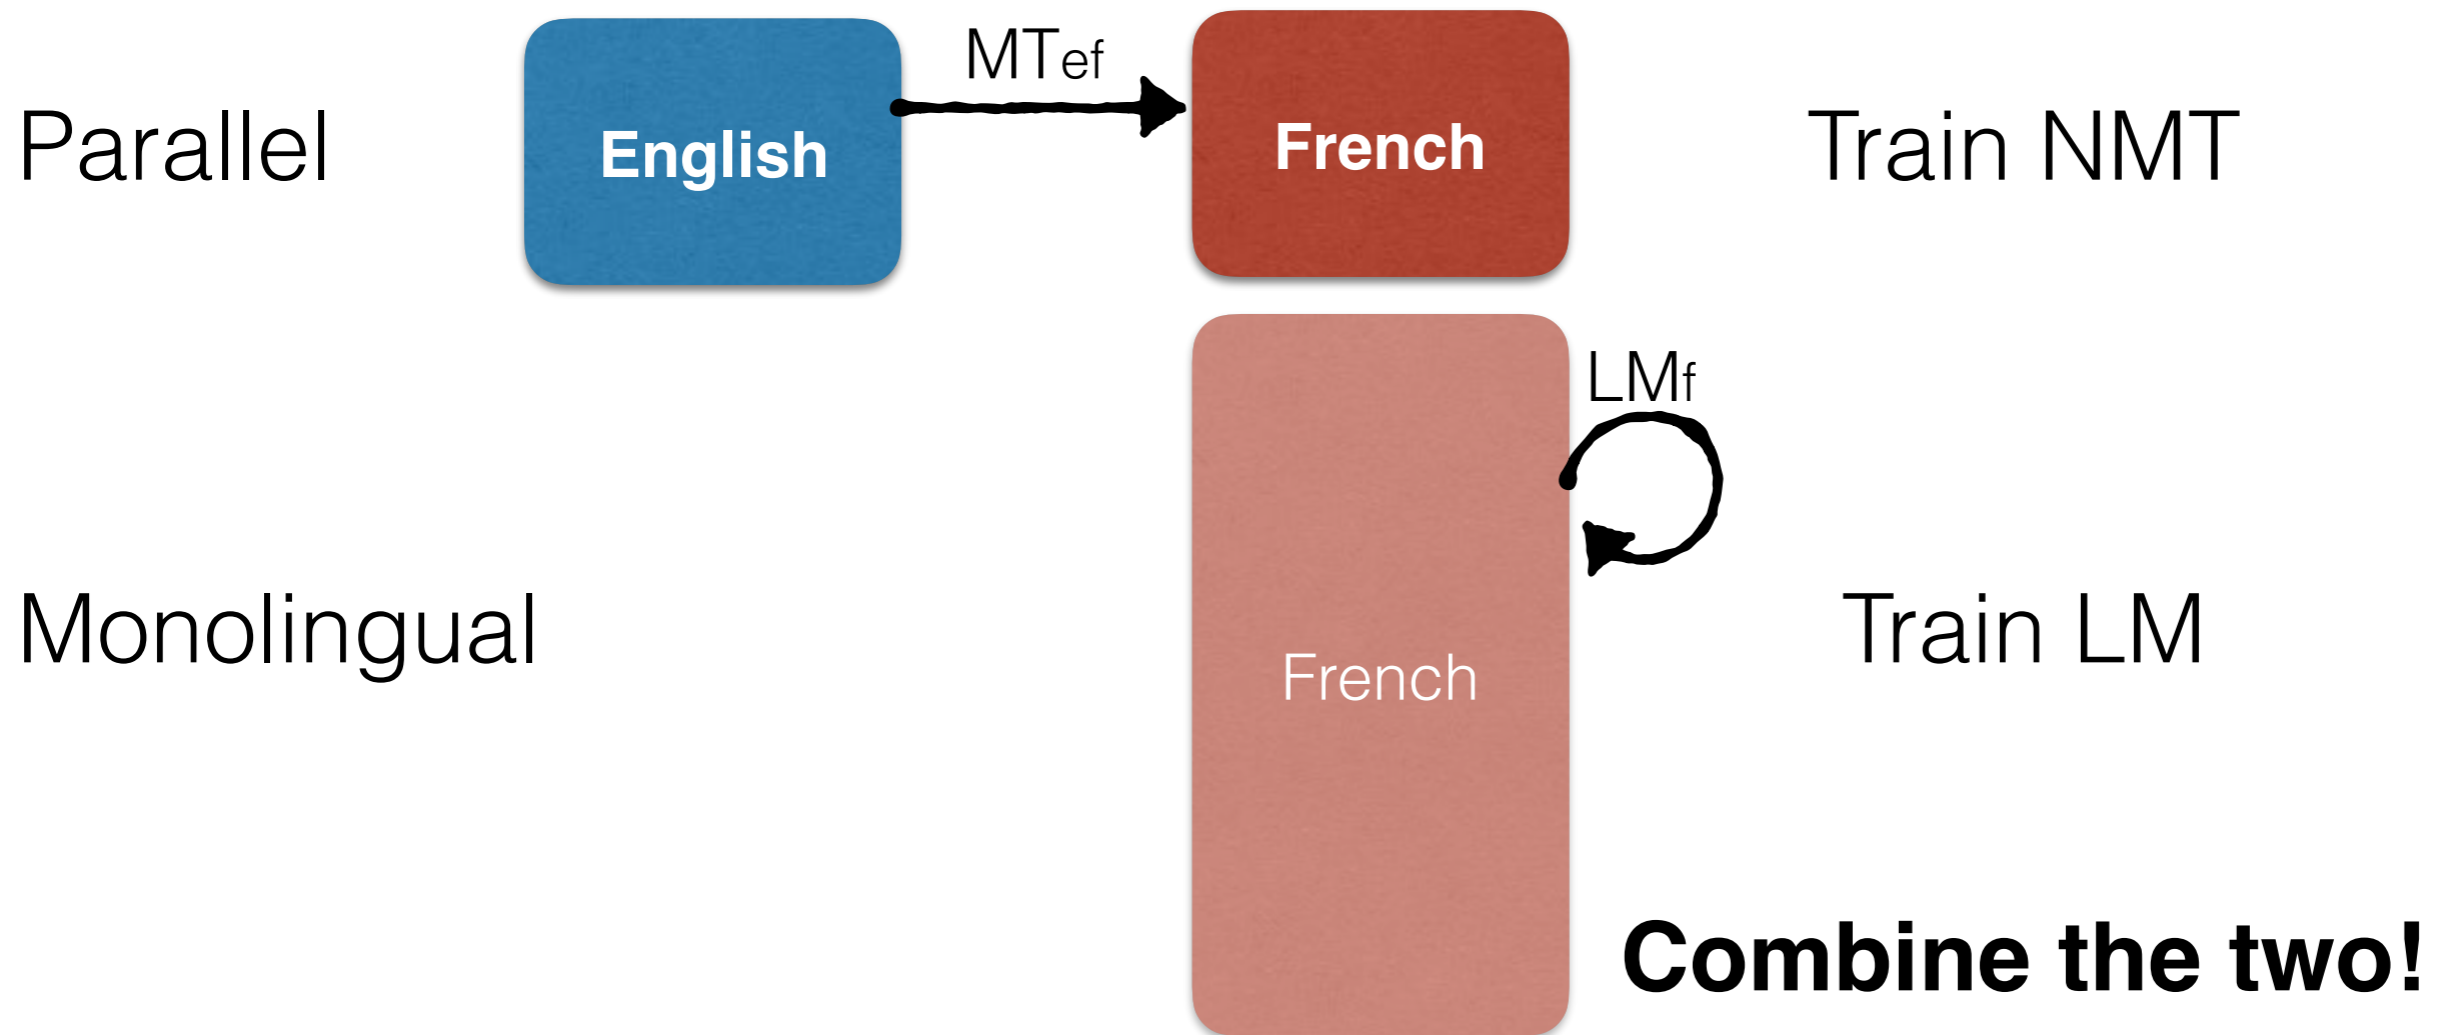 MTef
Parallel
English
French
Train NMT
LMf
Monolingual
French
Train LM
Combine the two!